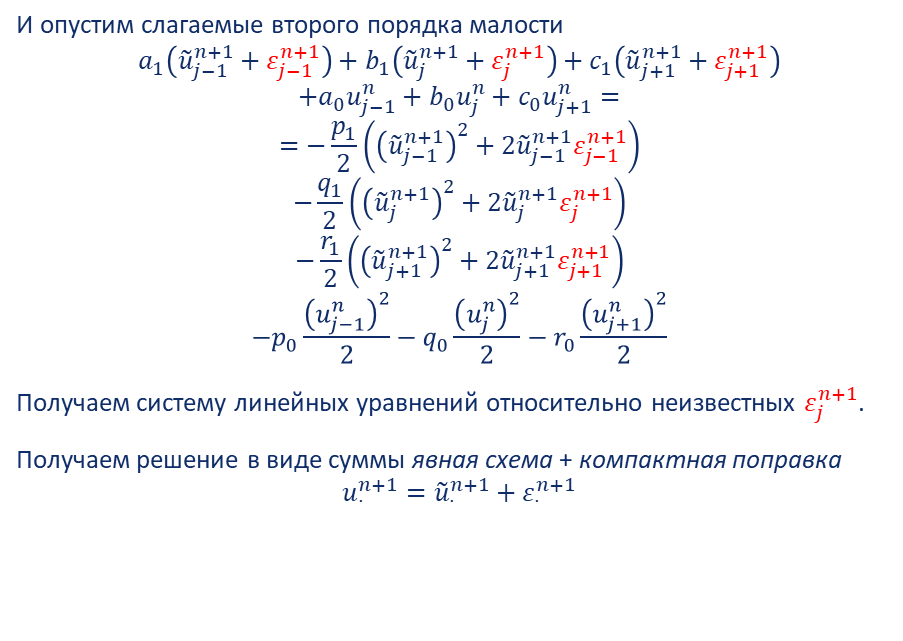 И опустим слагаемые второго порядка малости
a₁(ũⱼ₋₁ⁿ⁺¹ + εⱼ₋₁ⁿ⁺¹) + b₁(ũⱼⁿ⁺¹ + εⱼⁿ⁺¹) + c₁(ũⱼ₊₁ⁿ⁺¹ + εⱼ₊₁ⁿ⁺¹)
+a₀uⱼ₋₁ⁿ + b₀uⱼⁿ + c₀uⱼ₊₁ⁿ =
= −p₁/2 ((ũⱼ₋₁ⁿ⁺¹)² + 2ũⱼ₋₁ⁿ⁺¹εⱼ₋₁ⁿ⁺¹)
−q₁/2 ((ũⱼⁿ⁺¹)² + 2ũⱼⁿ⁺¹εⱼⁿ⁺¹)
−r₁/2 ((ũⱼ₊₁ⁿ⁺¹)² + 2ũⱼ₊₁ⁿ⁺¹εⱼ₊₁ⁿ⁺¹)
−p₀ (uⱼ₋₁ⁿ)²/2 − q₀ (uⱼⁿ)²/2 − r₀ (uⱼ₊₁ⁿ)²/2
Получаем систему линейных уравнений относительно неизвестных εⱼⁿ⁺¹.
Получаем решение в виде суммы явная схема + компактная поправка
u.ⁿ⁺¹ = ũ.ⁿ⁺¹ + ε.ⁿ⁺¹